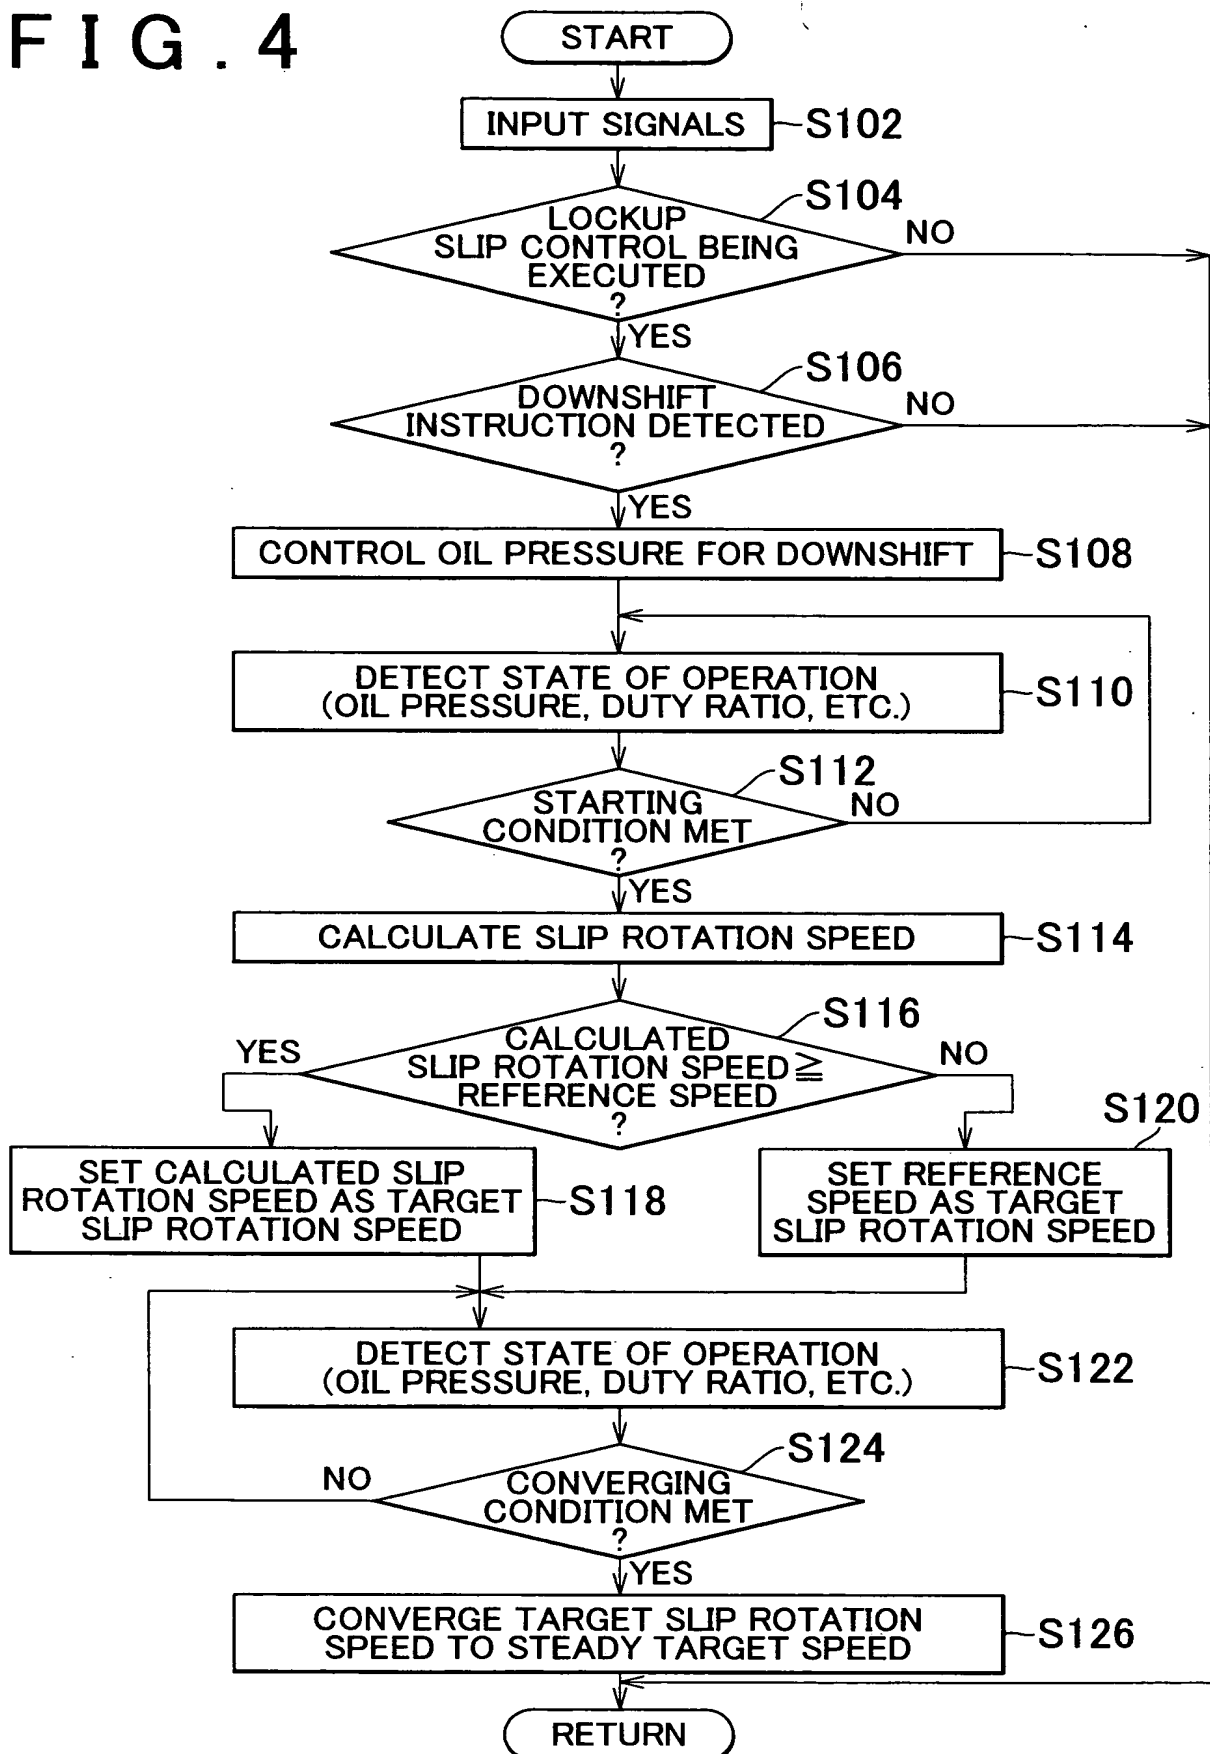 FIG.4
START
INPUT SIGNALS
S102
LOCKUP
SLIP CONTROL BEING
EXECUTED
?
S104
NO
YES
DOWNSHIFT
INSTRUCTION DETECTED
?
S106
NO
YES
CONTROL OIL PRESSURE FOR DOWNSHIFT
S108
DETECT STATE OF OPERATION
(OIL PRESSURE, DUTY RATIO, ETC.)
S110
STARTING
CONDITION MET
?
S112
NO
YES
CALCULATE SLIP ROTATION SPEED
S114
CALCULATED
SLIP ROTATION SPEED ≧
REFERENCE SPEED
?
S116
YES
NO
SET CALCULATED SLIP
ROTATION SPEED AS TARGET
SLIP ROTATION SPEED
S118
S120
SET REFERENCE
SPEED AS TARGET
SLIP ROTATION SPEED
DETECT STATE OF OPERATION
(OIL PRESSURE, DUTY RATIO, ETC.)
S122
CONVERGING
CONDITION MET
?
S124
NO
YES
CONVERGE TARGET SLIP ROTATION
SPEED TO STEADY TARGET SPEED
S126
RETURN